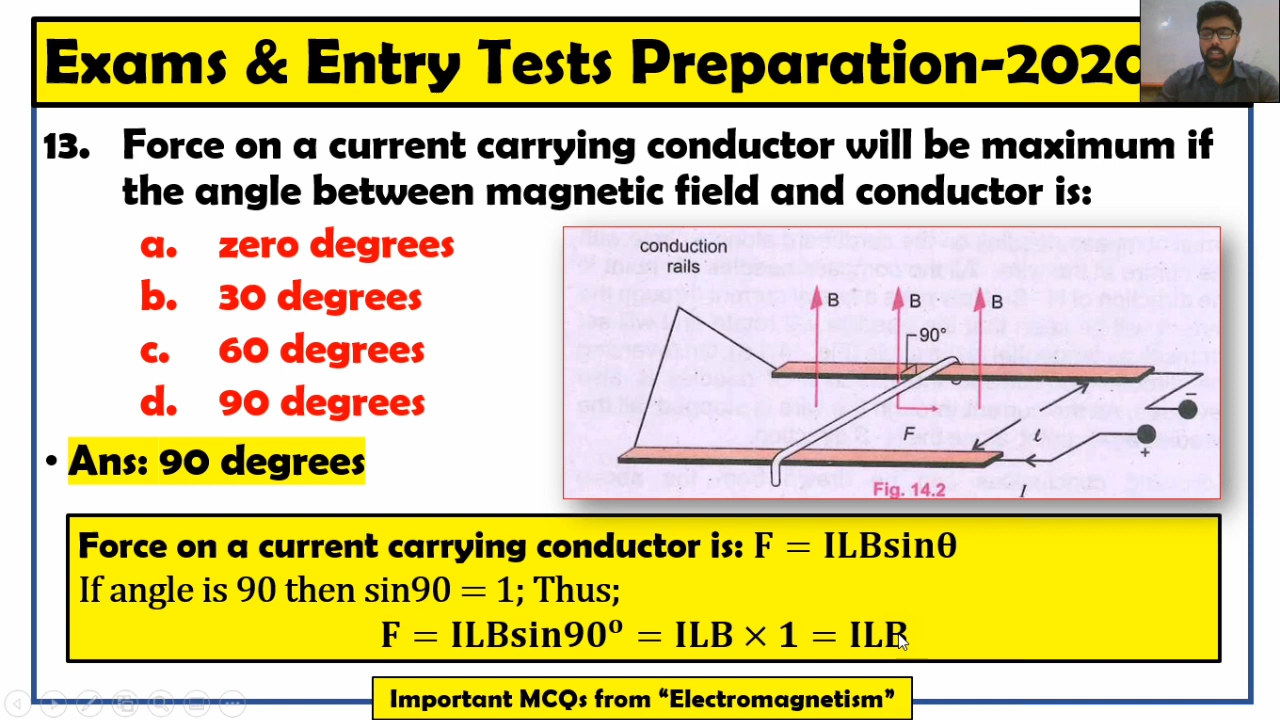 Exams & Entry Tests Preparation-2020
13. Force on a current carrying conductor will be maximum if
the angle between magnetic field and conductor is:
a. zero degrees
b. 30 degrees
c. 60 degrees
d. 90 degrees
• Ans: 90 degrees
conduction
rails
B
B
B
90°
F
ℓ
−
+
I
Fig. 14.2
Force on a current carrying conductor is: F = ILBsinθ
If angle is 90 then sin90 = 1; Thus;
F = ILBsin90° = ILB × 1 = ILB
Important MCQs from “Electromagnetism”